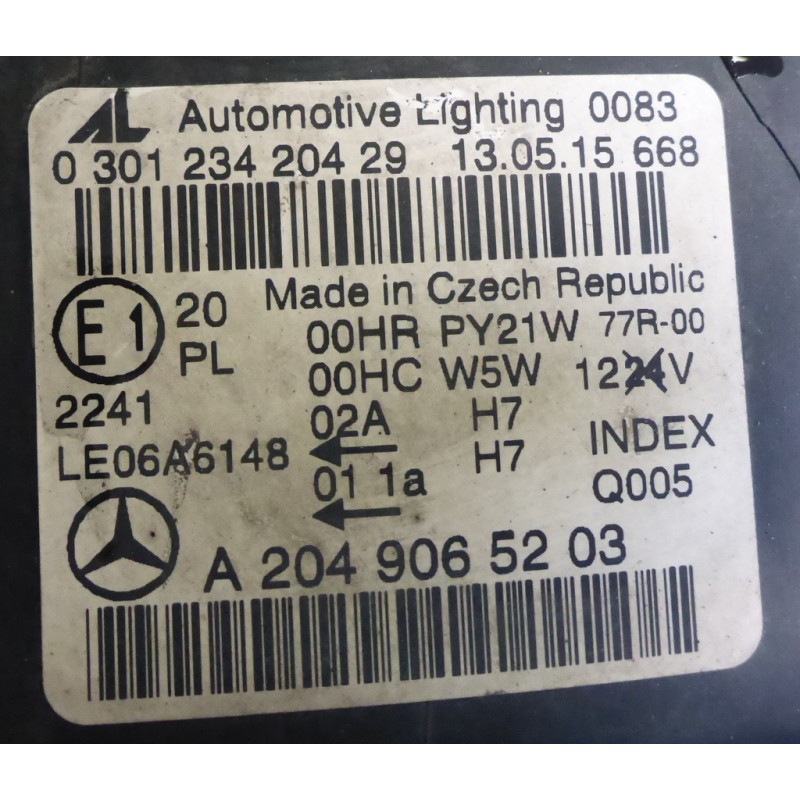 AL Automotive Lighting 0083
0 301 234 204 29 13.05.15 668
Made in Czech Republic
E1 20 00HR PY21W 77R-00
PL 00HC W5W 1224V
2241 02A H7
LE06A6148 H7 INDEX
01 1a Q005
A 204 906 52 03